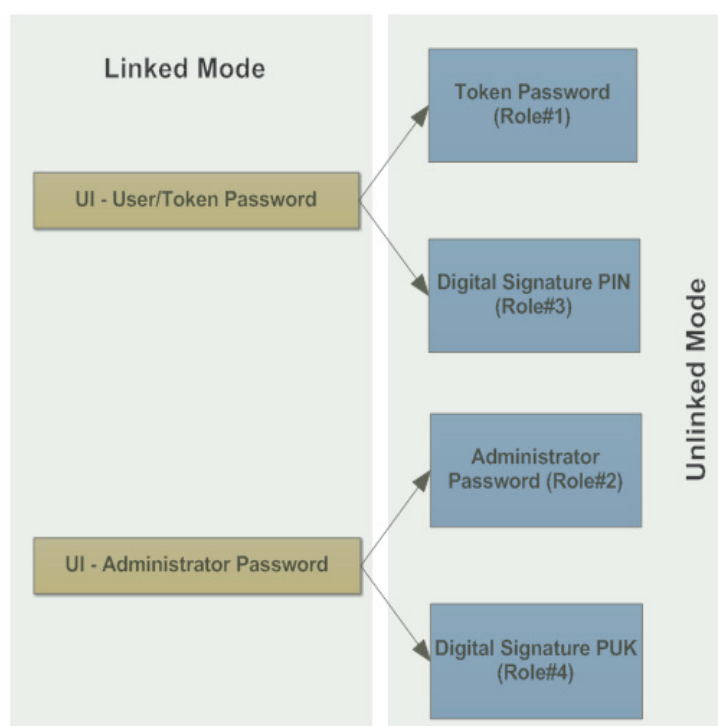 Linked Mode
UI - User/Token Password
UI - Administrator Password
Token Password
(Role#1)
Digital Signature PIN
(Role#3)
Administrator
Password (Role#2)
Digital Signature PUK
(Role#4)
Unlinked Mode